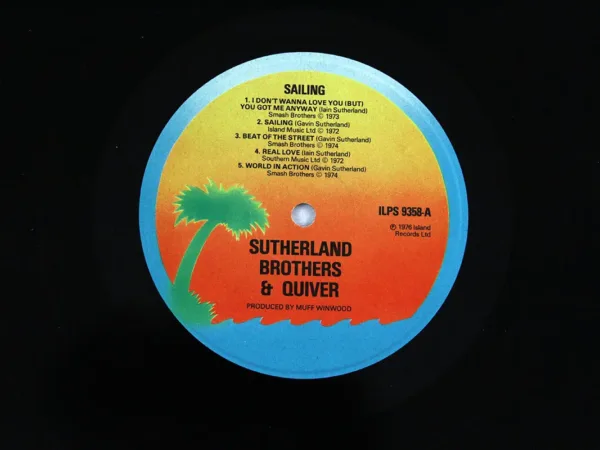 SAILING
1. I DON'T WANNA LOVE YOU (BUT)
YOU GOT ME ANYWAY (Iain Sutherland)
Smash Brothers © 1973
2. SAILING (Gavin Sutherland)
Island Music Ltd © 1972
3. BEAT OF THE STREET (Gavin Sutherland)
Smash Brothers © 1974
4. REAL LOVE (Iain Sutherland)
Southern Music Ltd © 1972
5. WORLD IN ACTION (Gavin Sutherland)
Smash Brothers © 1974
ILPS 9358-A
℗ 1976 Island
Records Ltd
SUTHERLAND
BROTHERS
& QUIVER
PRODUCED BY MUFF WINWOOD